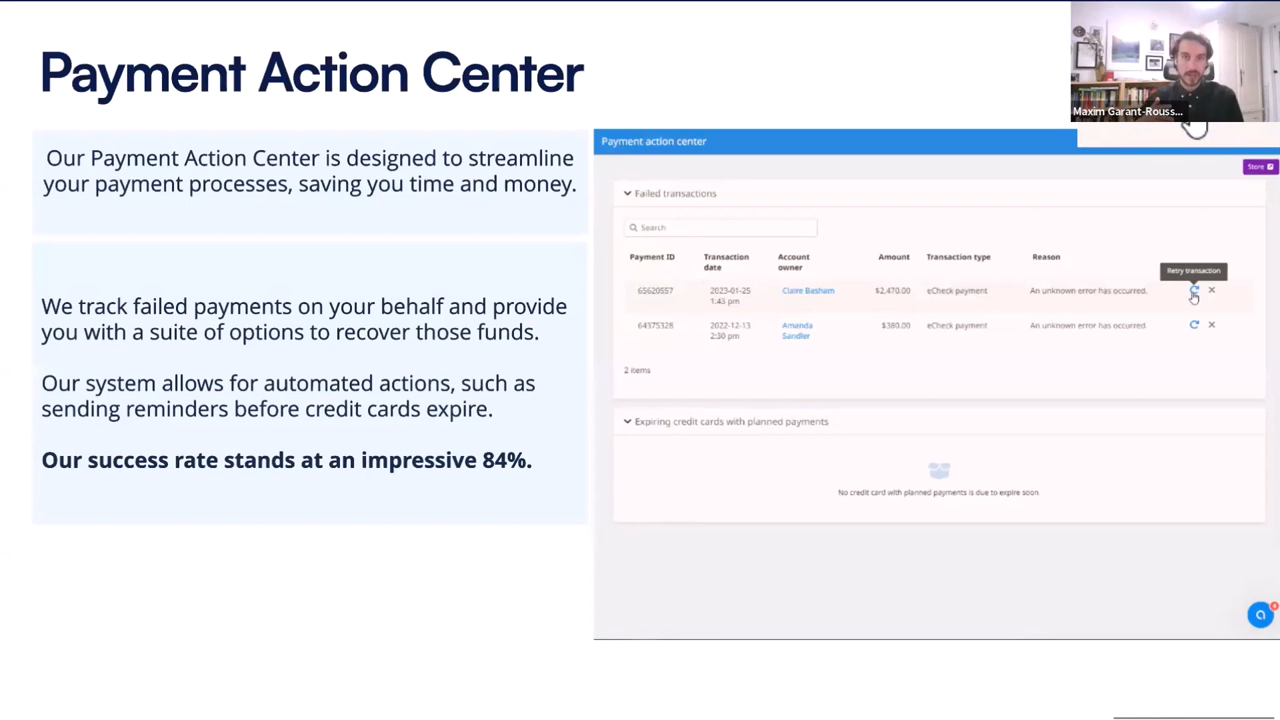 Payment Action Center
Maxim Garant-Rouss...
Our Payment Action Center is designed to streamline
your payment processes, saving you time and money.
We track failed payments on your behalf and provide
you with a suite of options to recover those funds.
Our system allows for automated actions, such as
sending reminders before credit cards expire.
Our success rate stands at an impressive 84%.
Payment action center
Store
Failed transactions
Search
Payment ID Transaction date Account owner Amount Transaction type Reason
Retry transaction
65620557 2023-01-25 1:43 pm Claire Basham $2,470.00 eCheck payment An unknown error has occurred.
64375328 2022-12-13 2:30 pm Amanda Sandler $380.00 eCheck payment An unknown error has occurred.
2 items
Expiring credit cards with planned payments
No credit card with planned payments is due to expire soon